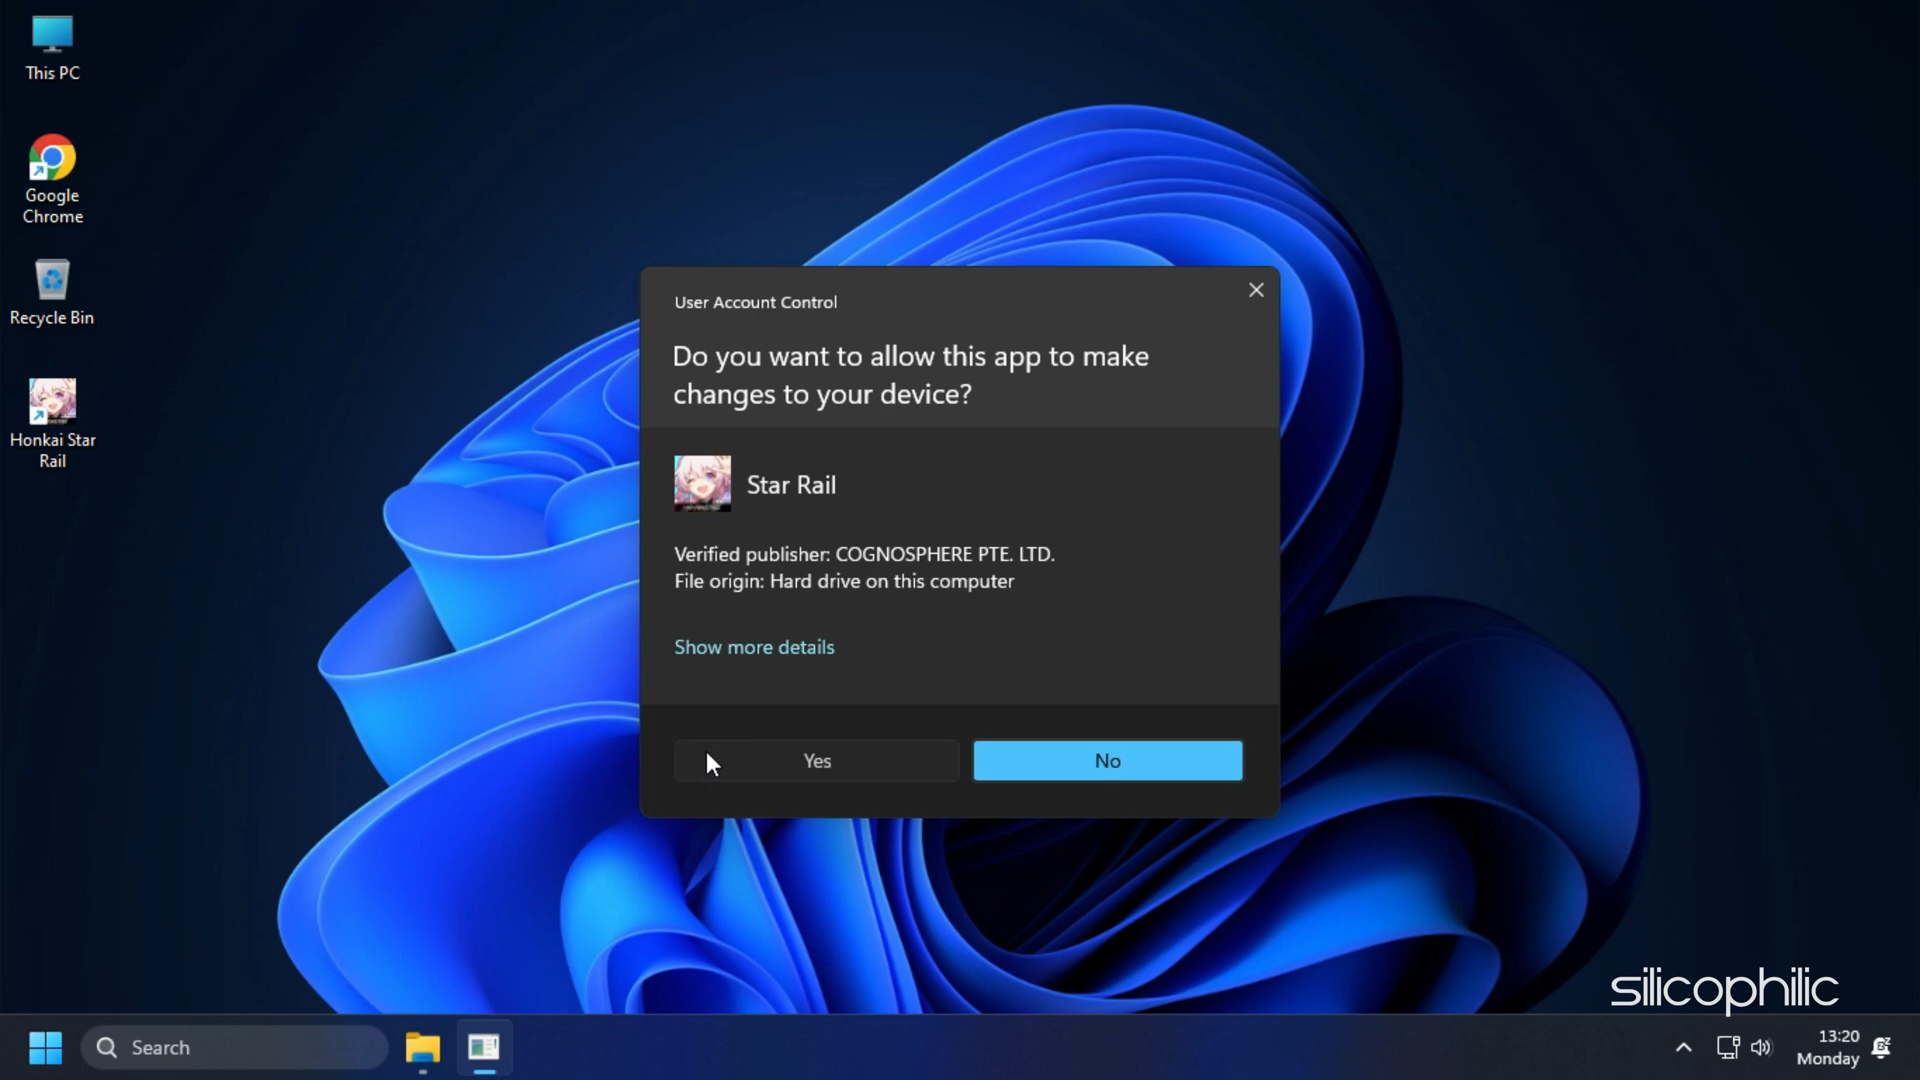 This PC
Google
Chrome
Recycle Bin
Honkai Star
Rail
User Account Control
Do you want to allow this app to make
changes to your device?
Star Rail
Verified publisher: COGNOSPHERE PTE. LTD.
File origin: Hard drive on this computer
Show more details
Yes
No
silicophilic
Search
13:20
Monday